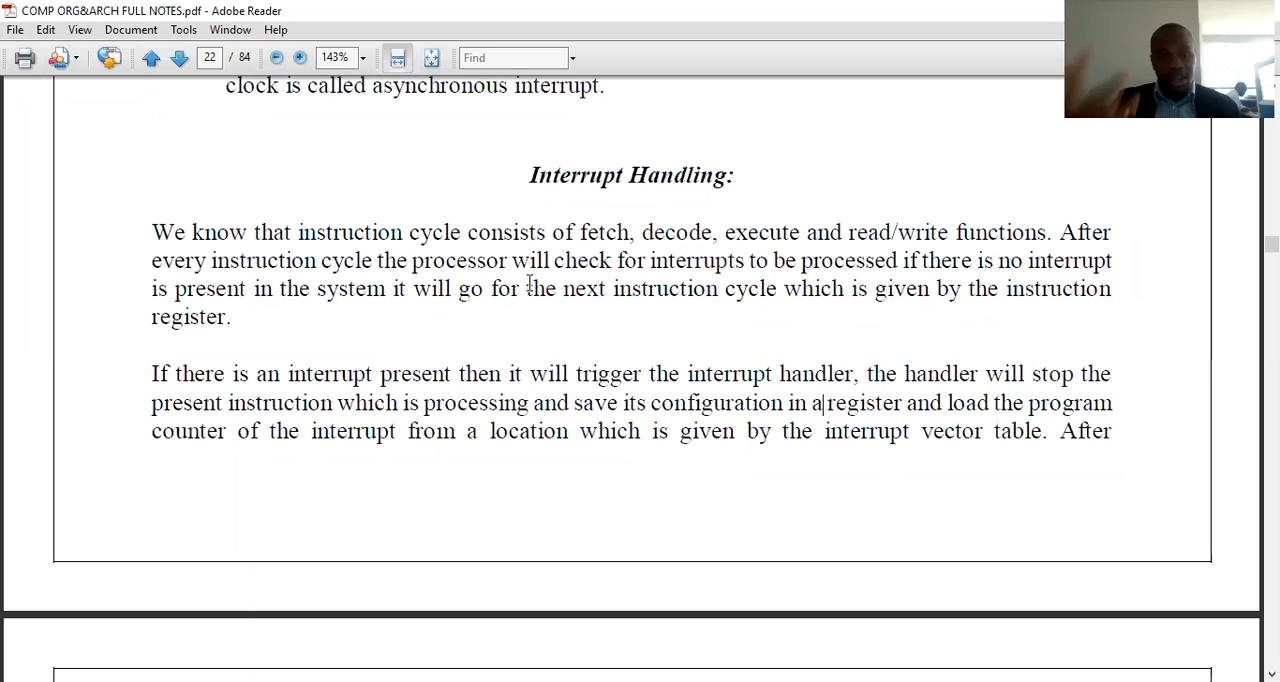 COMP ORG&ARCH FULL NOTES.pdf - Adobe Reader
File Edit View Document Tools Window Help
22 / 84 143% Find
clock is called asynchronous interrupt.
Interrupt Handling:
We know that instruction cycle consists of fetch, decode, execute and read/write functions. After
every instruction cycle the processor will check for interrupts to be processed if there is no interrupt
is present in the system it will go for the next instruction cycle which is given by the instruction
register.
If there is an interrupt present then it will trigger the interrupt handler, the handler will stop the
present instruction which is processing and save its configuration in a register and load the program
counter of the interrupt from a location which is given by the interrupt vector table. After